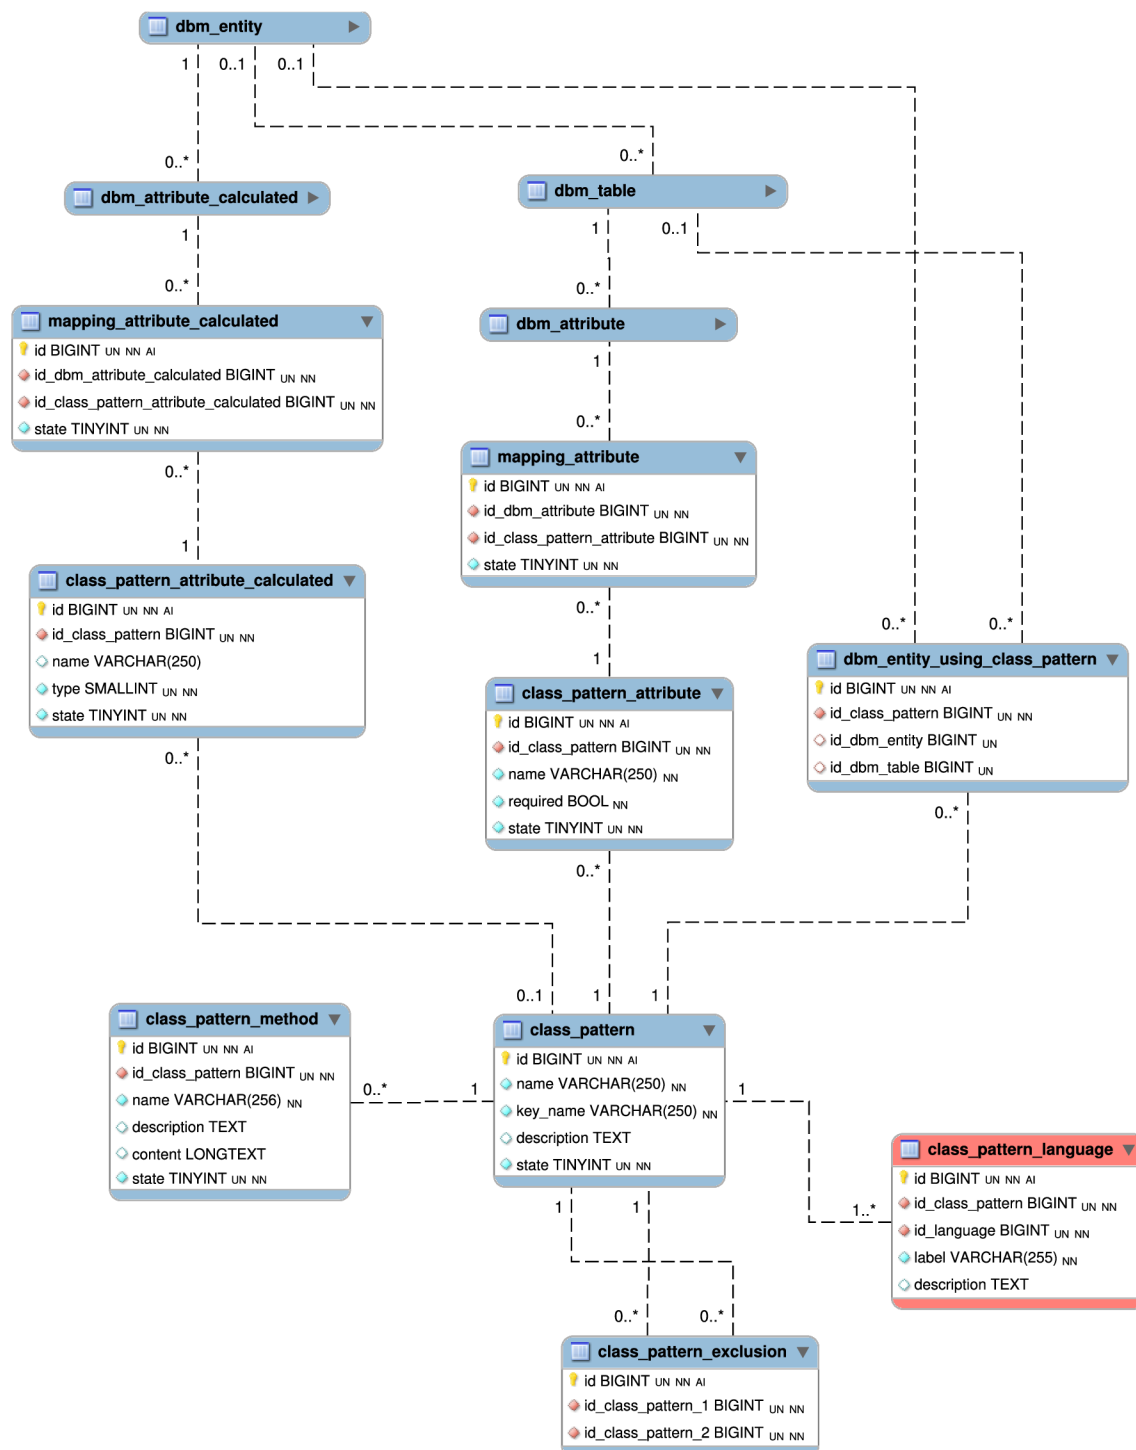 dbm_entity
1
0..1
0..1
0..*
0..*
dbm_attribute_calculated
dbm_table
1
1
0..1
0..*
0..*
mapping_attribute_calculated
id BIGINT UN NN AI
id_dbm_attribute_calculated BIGINT UN NN
id_class_pattern_attribute_calculated BIGINT UN NN
state TINYINT UN NN
dbm_attribute
1
0..*
0..*
1
mapping_attribute
id BIGINT UN NN AI
id_dbm_attribute BIGINT UN NN
id_class_pattern_attribute BIGINT UN NN
state TINYINT UN NN
class_pattern_attribute_calculated
id BIGINT UN NN AI
id_class_pattern BIGINT UN NN
name VARCHAR(250)
type SMALLINT UN NN
state TINYINT UN NN
0..*
0..*
1
class_pattern_attribute
id BIGINT UN NN AI
id_class_pattern BIGINT UN NN
name VARCHAR(250) NN
required BOOL NN
state TINYINT UN NN
0..*
0..*
0..*
dbm_entity_using_class_pattern
id BIGINT UN NN AI
id_class_pattern BIGINT UN NN
id_dbm_entity BIGINT UN
id_dbm_table BIGINT UN
0..*
0..1
1
1
class_pattern_method
id BIGINT UN NN AI
id_class_pattern BIGINT UN NN
name VARCHAR(256) NN
description TEXT
content LONGTEXT
state TINYINT UN NN
0..*
1
class_pattern
id BIGINT UN NN AI
name VARCHAR(250) NN
key_name VARCHAR(250) NN
description TEXT
state TINYINT UN NN
1
1..*
class_pattern_language
id BIGINT UN NN AI
id_class_pattern BIGINT UN NN
id_language BIGINT UN NN
label VARCHAR(255) NN
description TEXT
1
1
0..*
0..*
class_pattern_exclusion
id BIGINT UN NN AI
id_class_pattern_1 BIGINT UN NN
id_class_pattern_2 BIGINT UN NN